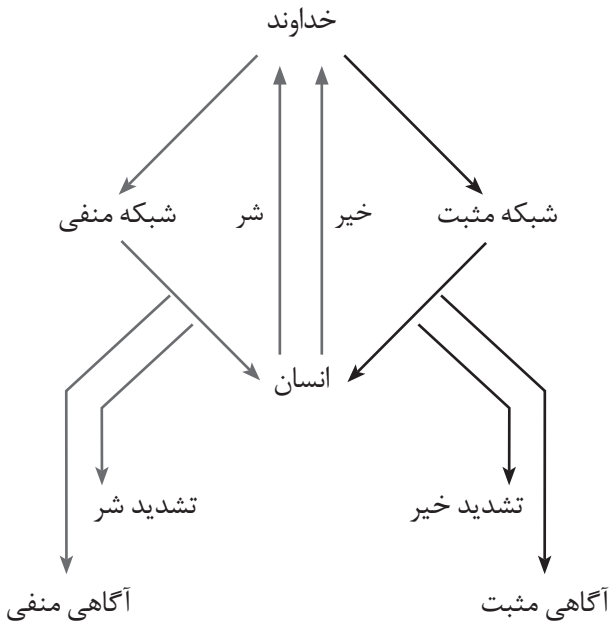 خداوند
شبکه مثبت
خیر
شر
شبکه منفی
انسان
تشدید خیر
تشدید شر
آگاهی مثبت
آگاهی منفی